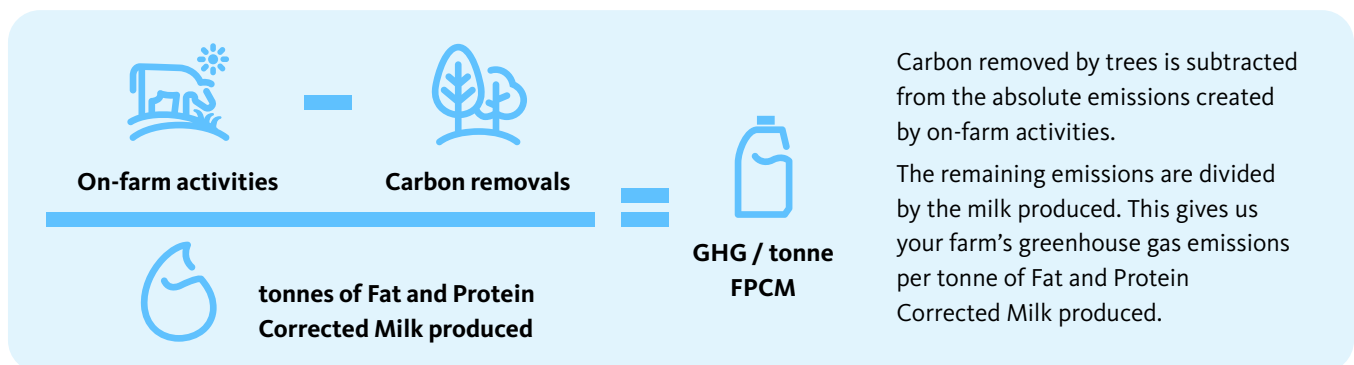 On-farm activities
Carbon removals
tonnes of Fat and Protein
Corrected Milk produced
GHG / tonne
FPCM
Carbon removed by trees is subtracted
from the absolute emissions created
by on-farm activities.
The remaining emissions are divided
by the milk produced. This gives us
your farm’s greenhouse gas emissions
per tonne of Fat and Protein
Corrected Milk produced.